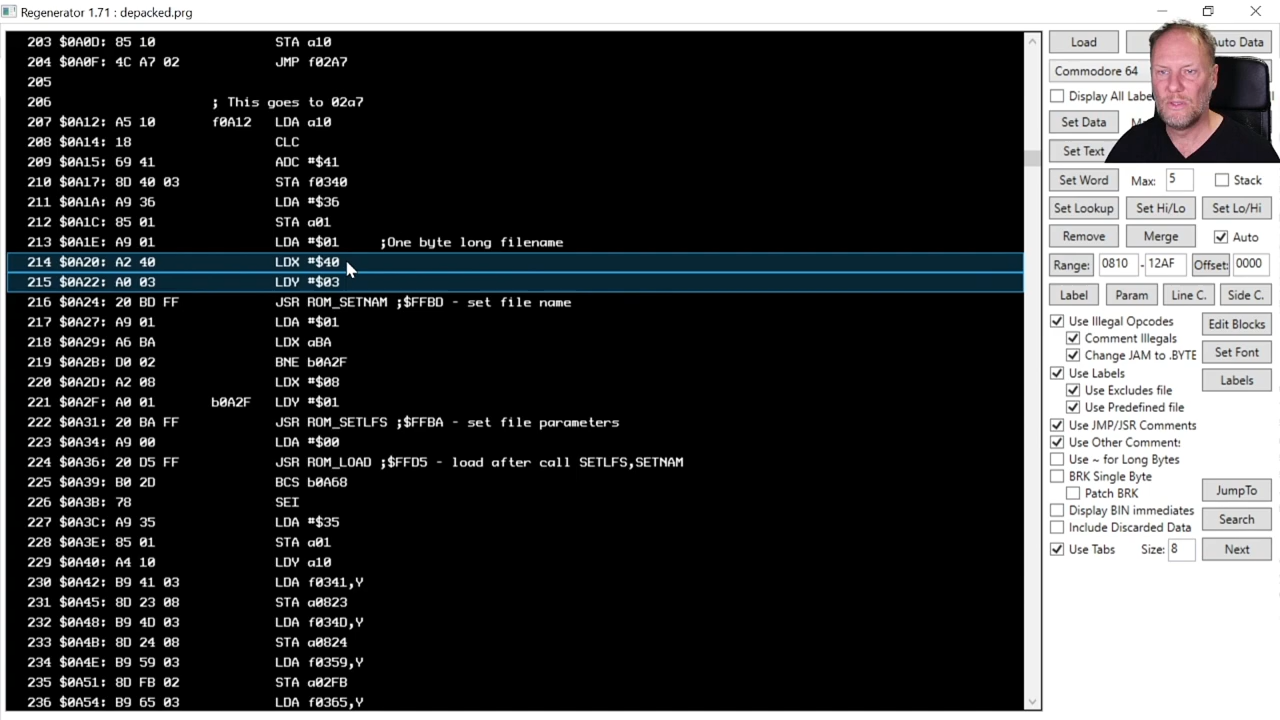 Regenerator 1.71 : depacked.prg
203 $0A0D: 85 10 STA a10
204 $0A0F: 4C A7 02 JMP f02A7
205
206 ; This goes to 02a7
207 $0A12: A5 10 f0A12 LDA a10
208 $0A14: 18 CLC
209 $0A15: 69 41 ADC #$41
210 $0A17: 8D 40 03 STA f0340
211 $0A1A: A9 36 LDA #$36
212 $0A1C: 85 01 STA a01
213 $0A1E: A9 01 LDA #$01 ;One byte long filename
214 $0A20: A2 40 LDX #$40
215 $0A22: A0 03 LDY #$03
216 $0A24: 20 BD FF JSR ROM_SETNAM ;$FFBD - set file name
217 $0A27: A9 01 LDA #$01
218 $0A29: A6 BA LDX aBA
219 $0A2B: D0 02 BNE b0A2F
220 $0A2D: A2 08 LDX #$08
221 $0A2F: A0 01 b0A2F LDY #$01
222 $0A31: 20 BA FF JSR ROM_SETLFS ;$FFBA - set file parameters
223 $0A34: A9 00 LDA #$00
224 $0A36: 20 D5 FF JSR ROM_LOAD ;$FFD5 - load after call SETLFS,SETNAM
225 $0A39: B0 2D BCS b0A68
226 $0A3B: 78 SEI
227 $0A3C: A9 35 LDA #$35
228 $0A3E: 85 01 STA a01
229 $0A40: A4 10 LDY a10
230 $0A42: B9 41 03 LDA f0341,Y
231 $0A45: 8D 23 08 STA a0823
232 $0A48: B9 4D 03 LDA f034D,Y
233 $0A4B: 8D 24 08 STA a0824
234 $0A4E: B9 59 03 LDA f0359,Y
235 $0A51: 8D FB 02 STA a02FB
236 $0A54: B9 65 03 LDA f0365,Y
Load Auto Data
Commodore 64
Display All
Set Data
Set Text
Set Word Max: 5 Stack
Set Lookup Set Hi/Lo Set Lo/Hi
Remove Merge Auto
Range: 0810 - 12AF Offset: 0000
Label Param Line C. Side C.
Use Illegal Opcodes Edit Blocks
Comment Illegals
Change JAM to .BYTE Set Font
Use Labels Labels
Use Excludes file
Use Predefined file
Use JMP/JSR Comments
Use Other Comments
Use ~ for Long Bytes
BRK Single Byte JumpTo
Patch BRK
Display BIN immediates Search
Include Discarded Data
Use Tabs Size: 8 Next